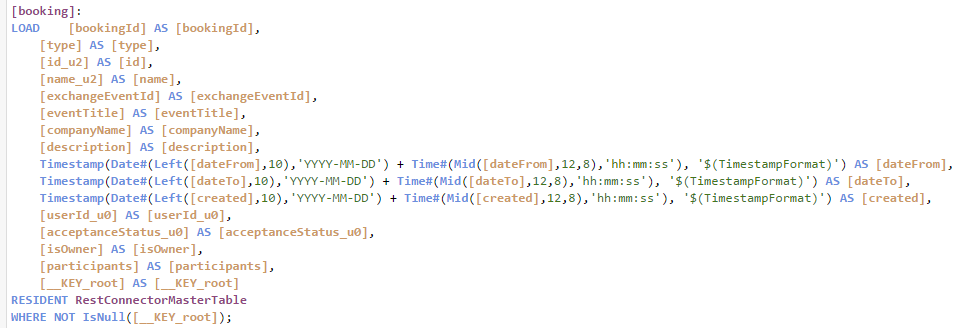 [booking]:
LOAD    [bookingId] AS [bookingId],
    [type] AS [type],
    [id_u2] AS [id],
    [name_u2] AS [name],
    [exchangeEventId] AS [exchangeEventId],
    [eventTitle] AS [eventTitle],
    [companyName] AS [companyName],
    [description] AS [description],
    Timestamp(Date#(Left([dateFrom],10),'YYYY-MM-DD') + Time#(Mid([dateFrom],12,8),'hh:mm:ss'), '$(TimestampFormat)') AS [dateFrom],
    Timestamp(Date#(Left([dateTo],10),'YYYY-MM-DD') + Time#(Mid([dateTo],12,8),'hh:mm:ss'), '$(TimestampFormat)') AS [dateTo],
    Timestamp(Date#(Left([created],10),'YYYY-MM-DD') + Time#(Mid([created],12,8),'hh:mm:ss'), '$(TimestampFormat)') AS [created],
    [userId_u0] AS [userId_u0],
    [acceptanceStatus_u0] AS [acceptanceStatus_u0],
    [isOwner] AS [isOwner],
    [participants] AS [participants],
    [__KEY_root] AS [__KEY_root]
RESIDENT RestConnectorMasterTable
WHERE NOT IsNull([__KEY_root]);